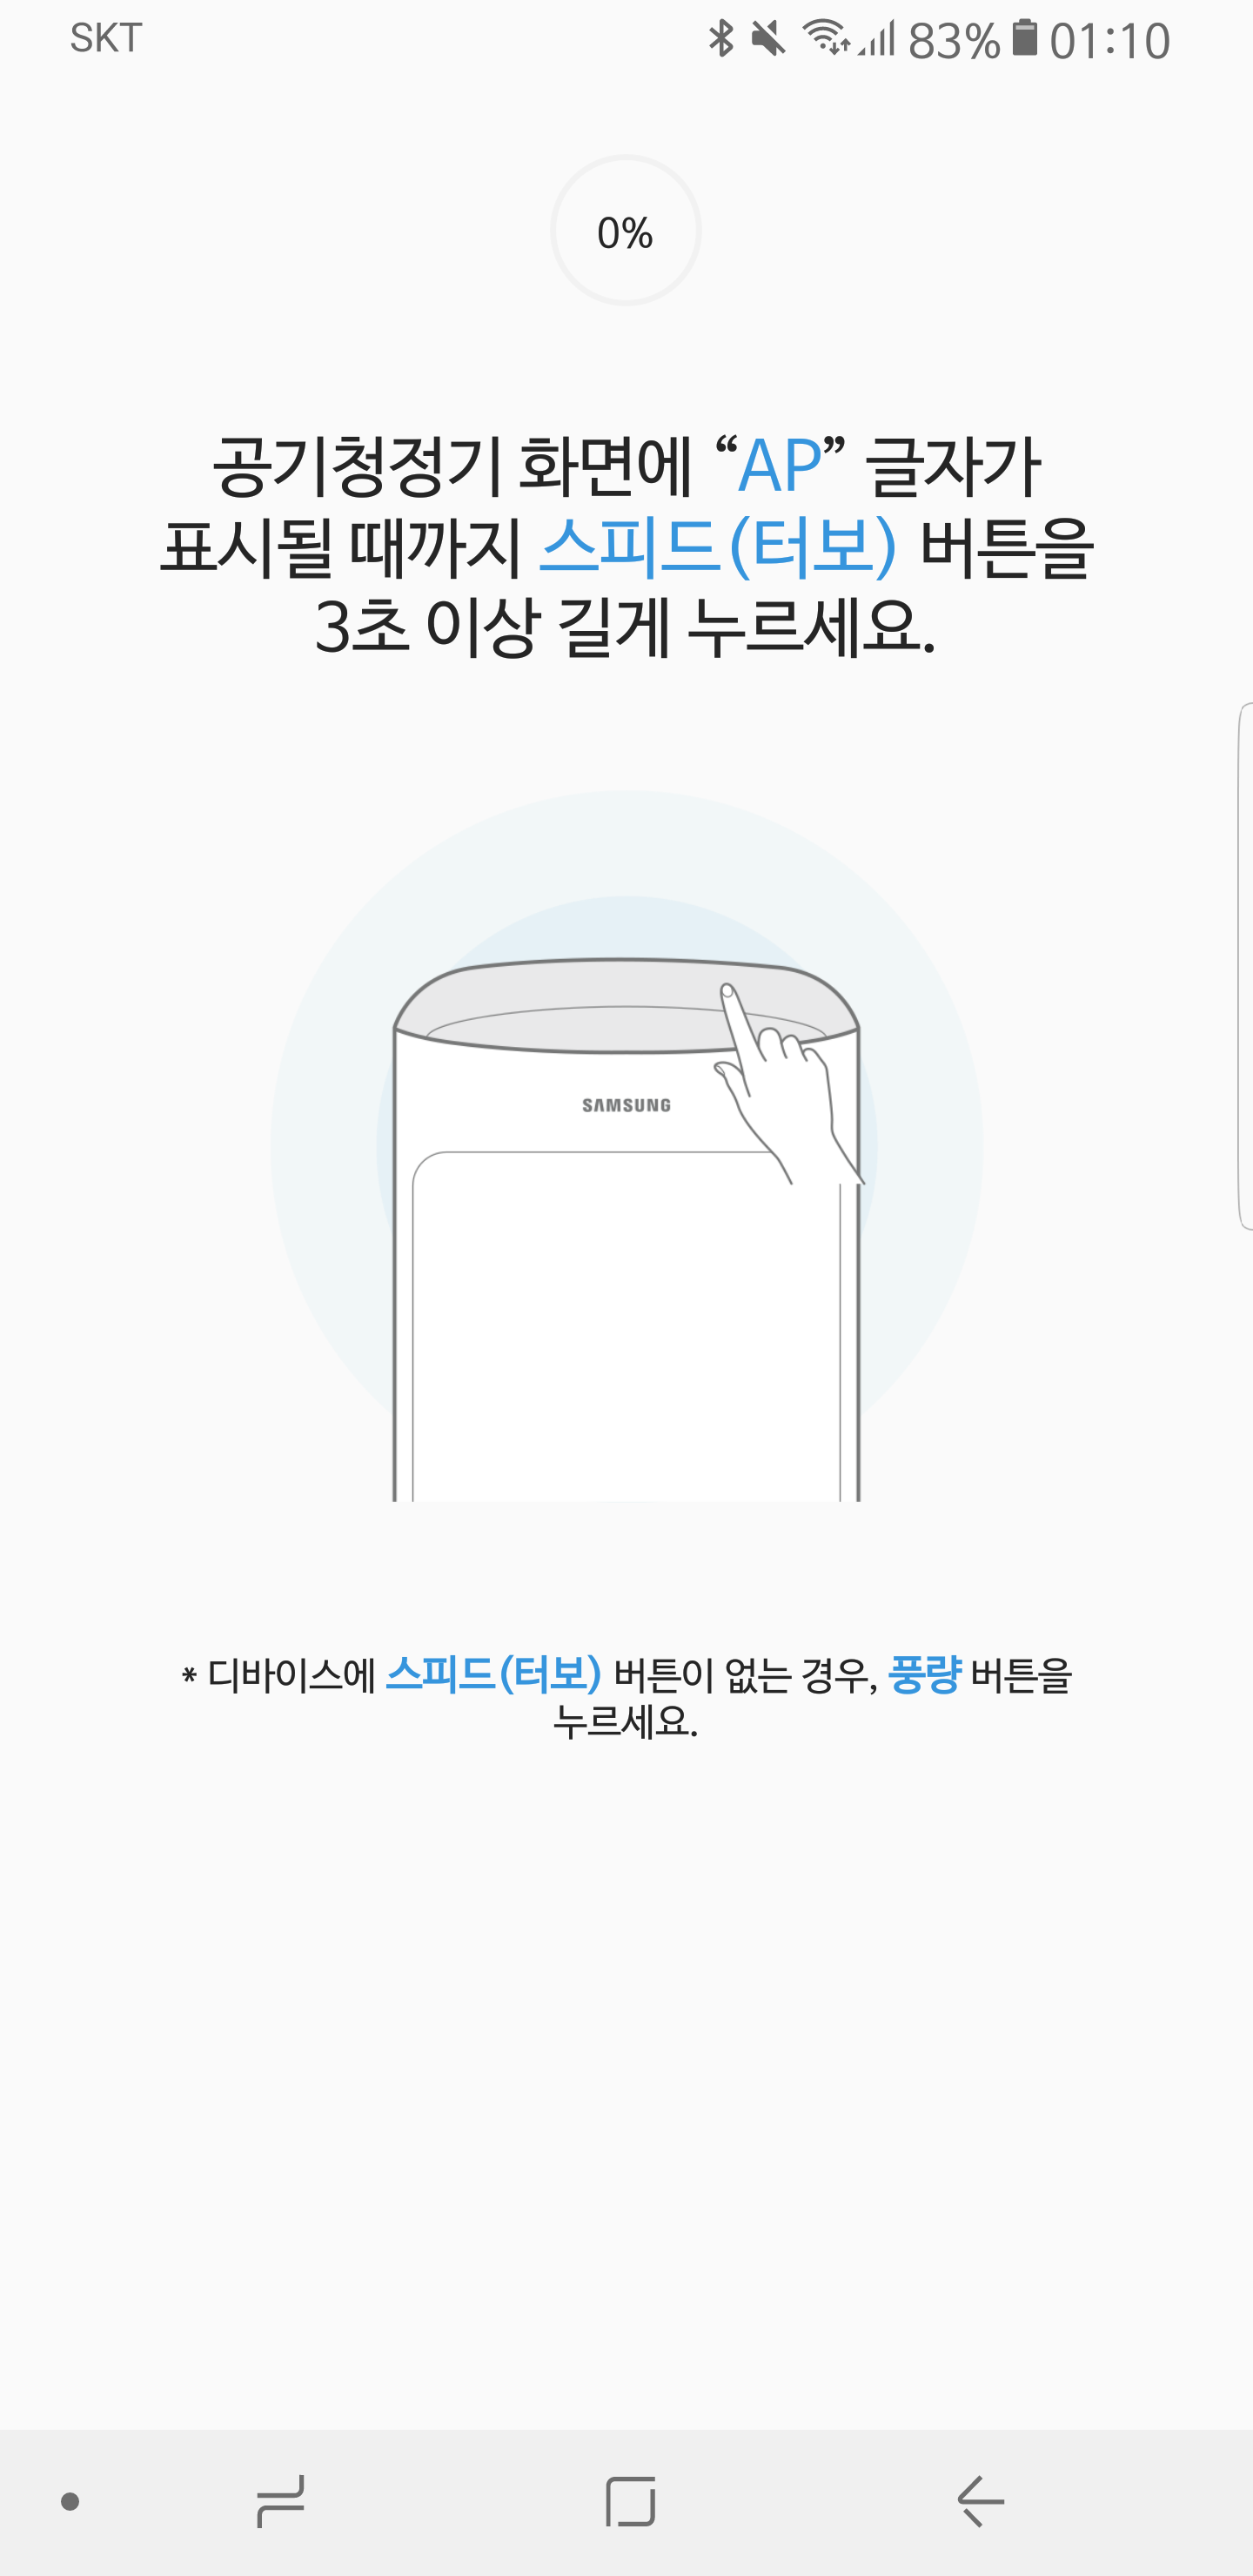 SKT 83% 01:10
0%
공기청정기 화면에 “AP” 글자가
표시될 때까지 스피드(터보) 버튼을
3초 이상 길게 누르세요.
SAMSUNG
* 디바이스에 스피드(터보) 버튼이 없는 경우, 풍량 버튼을
누르세요.